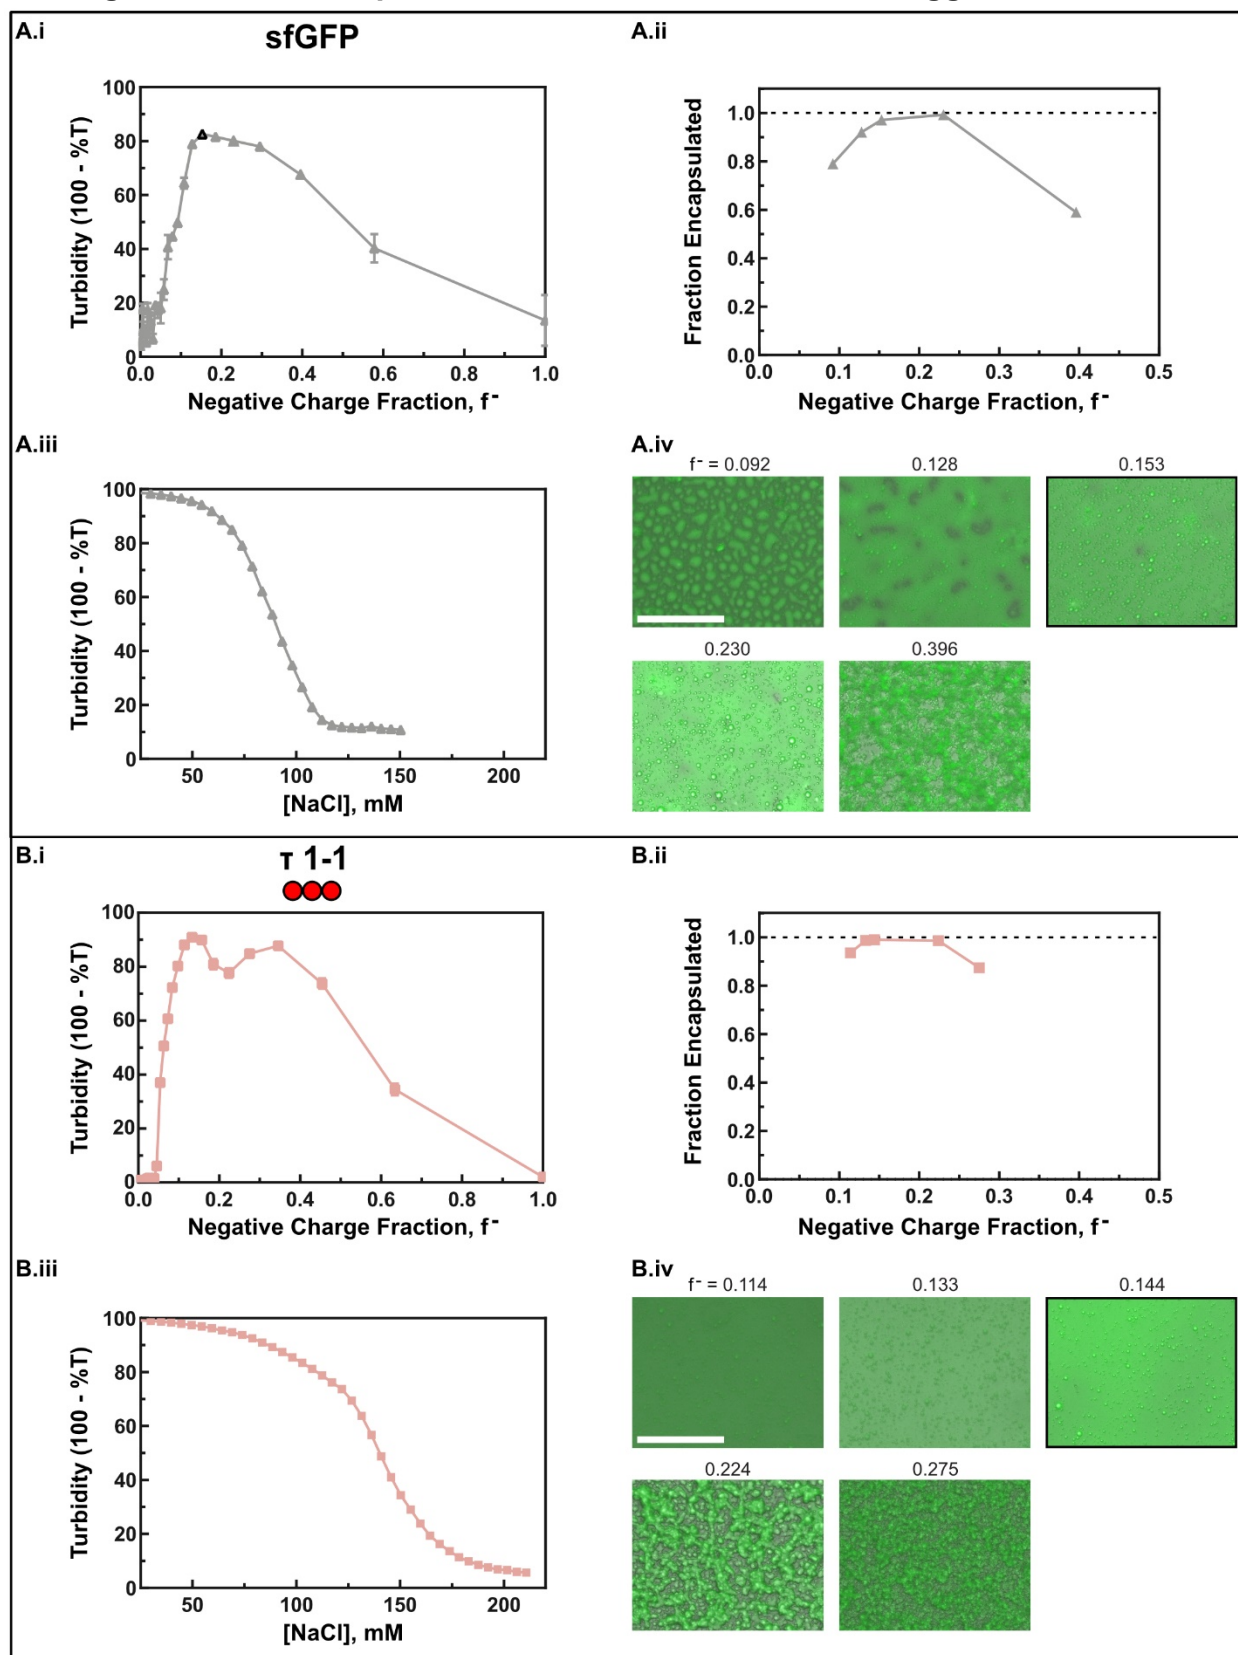 A.i
sfGFP
Turbidity (100 - %T)
100
80
60
40
20
0
0.0 0.2 0.4 0.6 0.8 1.0
Negative Charge Fraction, f⁻
A.ii
Fraction Encapsulated
1.0
0.8
0.6
0.4
0.2
0.0
0.0 0.1 0.2 0.3 0.4 0.5
Negative Charge Fraction, f⁻
A.iii
Turbidity (100 - %T)
100
80
60
40
20
0
50 100 150 200
[NaCl], mM
A.iv
f⁻ = 0.092 0.128 0.153
0.230 0.396
B.i
τ 1-1
Turbidity (100 - %T)
100
80
60
40
20
0
0.0 0.2 0.4 0.6 0.8 1.0
Negative Charge Fraction, f⁻
B.ii
Fraction Encapsulated
1.0
0.8
0.6
0.4
0.2
0.0
0.0 0.1 0.2 0.3 0.4 0.5
Negative Charge Fraction, f⁻
B.iii
Turbidity (100 - %T)
100
80
60
40
20
0
50 100 150 200
[NaCl], mM
B.iv
f⁻ = 0.114 0.133 0.144
0.224 0.275